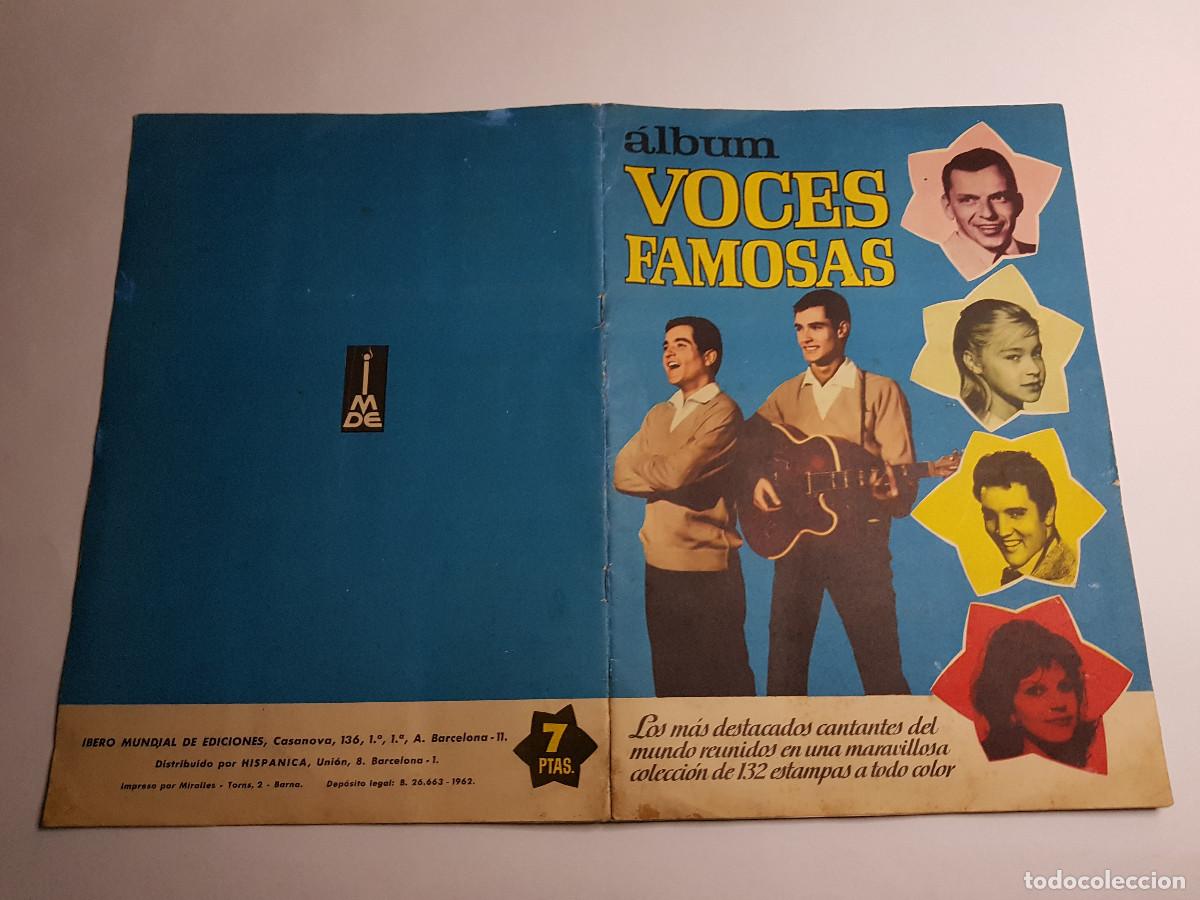 álbum
VOCES
FAMOSAS
Los más destacados cantantes del
mundo reunidos en una maravillosa
colección de 132 estampas a todo color
i
M
DE
IBERO MUNDIAL DE EDICIONES, Casanova, 136, 1.º, 1.ª, A. Barcelona - 11.
Distribuido por HISPANICA, Unión, 8. Barcelona - 1.
Impreso por Miralles - Torns, 2 - Barna. Depósito legal: B. 26.663 - 1962.
7
PTAS.
todocoleccion